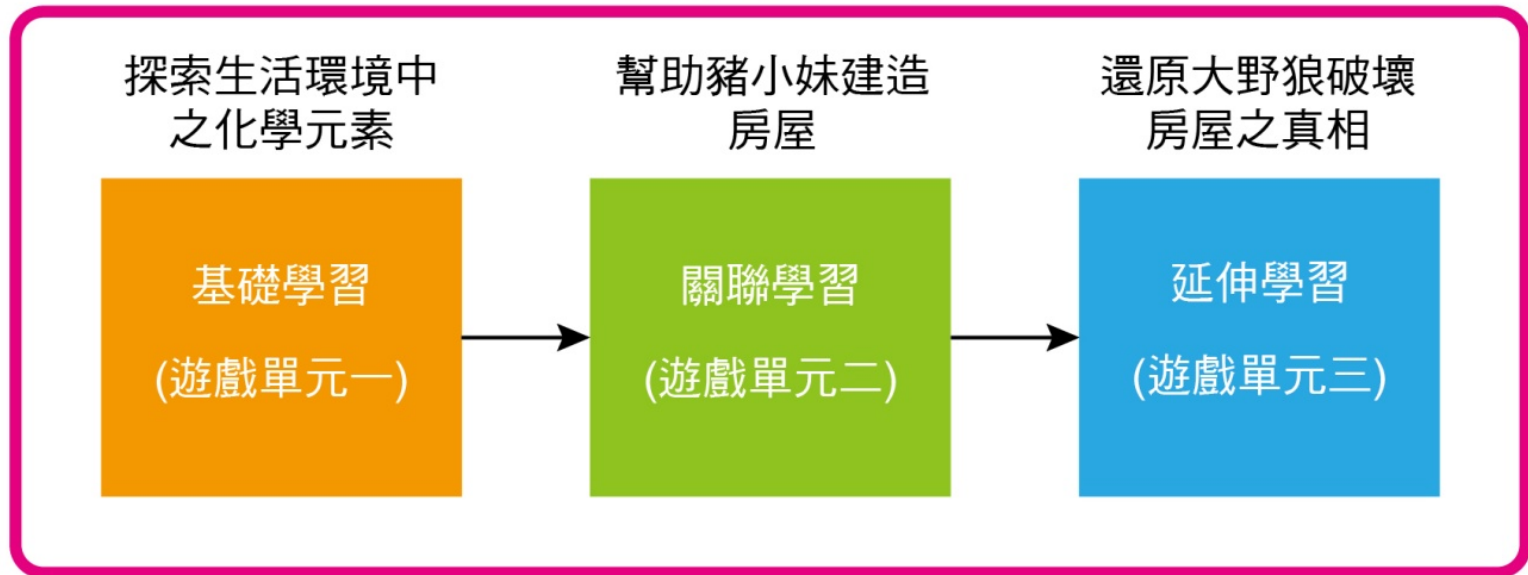 探索生活環境中
之化學元素
幫助豬小妹建造
房屋
還原大野狼破壞
房屋之真相
基礎學習
(遊戲單元一)
關聯學習
(遊戲單元二)
延伸學習
(遊戲單元三)